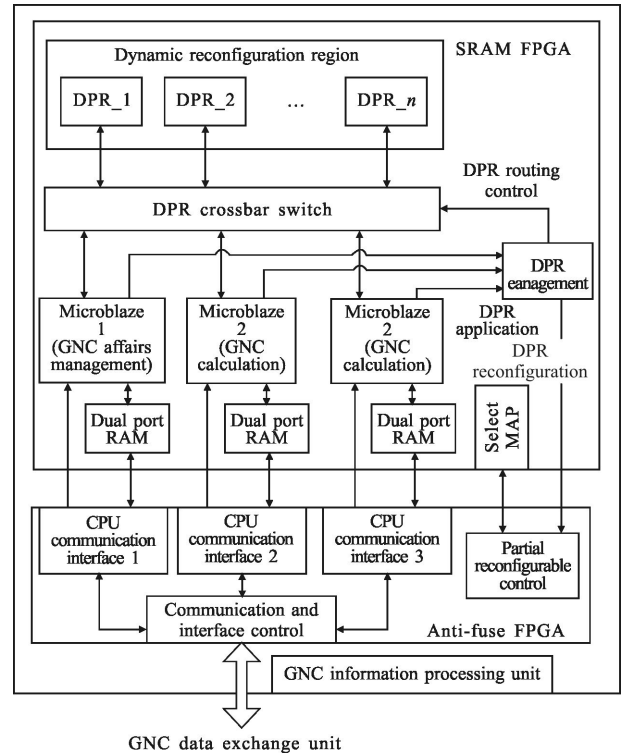 Dynamic reconfiguration region
SRAM FPGA
DPR_1
DPR_2
...
DPR_n
DPR routing
control
DPR crossbar switch
DPR
eanagement
Microblaze
1
(GNC affairs
management)
Microblaze
2
(GNC
calculation)
Microblaze
2
(GNC
calculation)
DPR
application
DPR
reconfiguration
Dual port
RAM
Dual port
RAM
Dual port
RAM
Select
MAP
CPU
communication
interface 1
CPU
communication
interface 2
CPU
communication
interface 3
Partial
reconfigurable
control
Communication and
interface control
Anti-fuse FPGA
GNC information processing unit
GNC data exchange unit